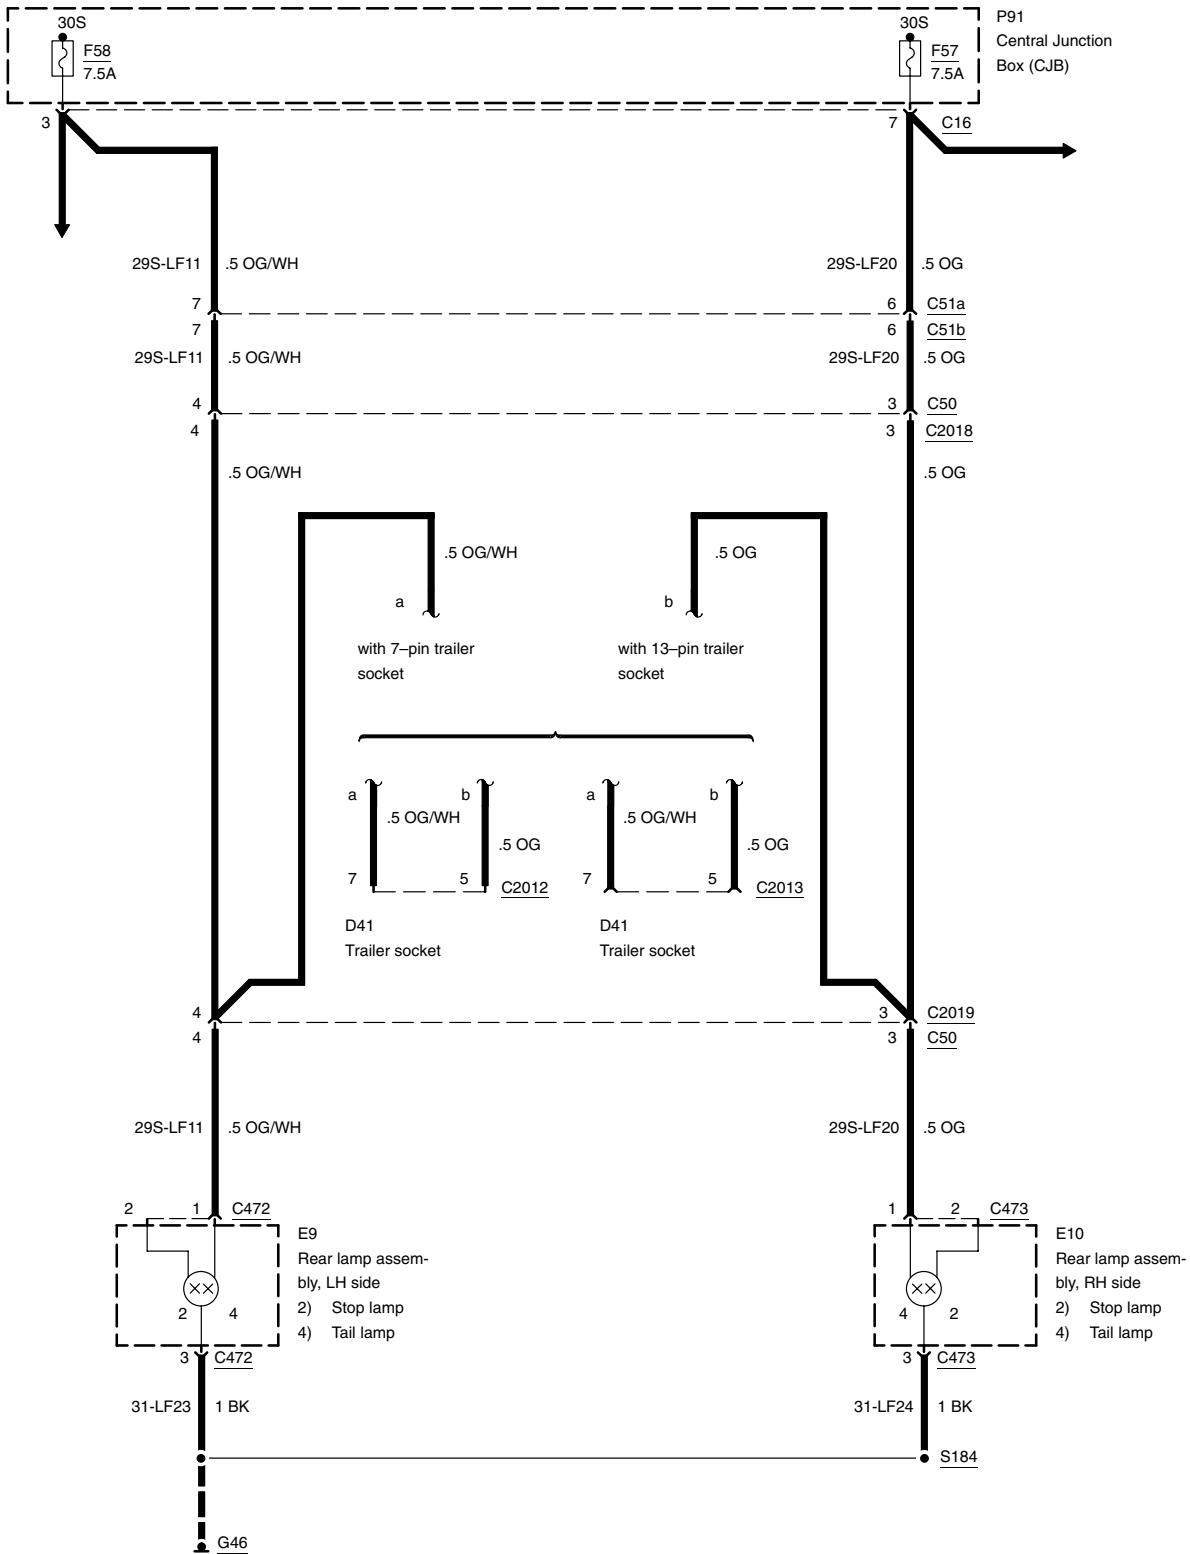 30S
30S
P91
Central Junction
Box (CJB)
F58
7.5A
F57
7.5A
3
7
C16
29S-LF11
.5 OG/WH
29S-LF20
.5 OG
7
6
C51a
7
6
C51b
29S-LF11
.5 OG/WH
29S-LF20
.5 OG
4
3
C50
4
3
C2018
.5 OG/WH
.5 OG
.5 OG/WH
.5 OG
a
b
with 7–pin trailer
socket
with 13–pin trailer
socket
a
b
a
b
.5 OG/WH
.5 OG/WH
.5 OG
.5 OG
7
5
C2012
7
5
C2013
D41
Trailer socket
D41
Trailer socket
4
3
C2019
4
3
C50
29S-LF11
.5 OG/WH
29S-LF20
.5 OG
2
1
C472
1
2
C473
E9
Rear lamp assem-
bly, LH side
2) Stop lamp
4) Tail lamp
2
4
E10
Rear lamp assem-
bly, RH side
2) Stop lamp
4) Tail lamp
4
2
3
C472
3
C473
31-LF23
1 BK
31-LF24
1 BK
S184
G46